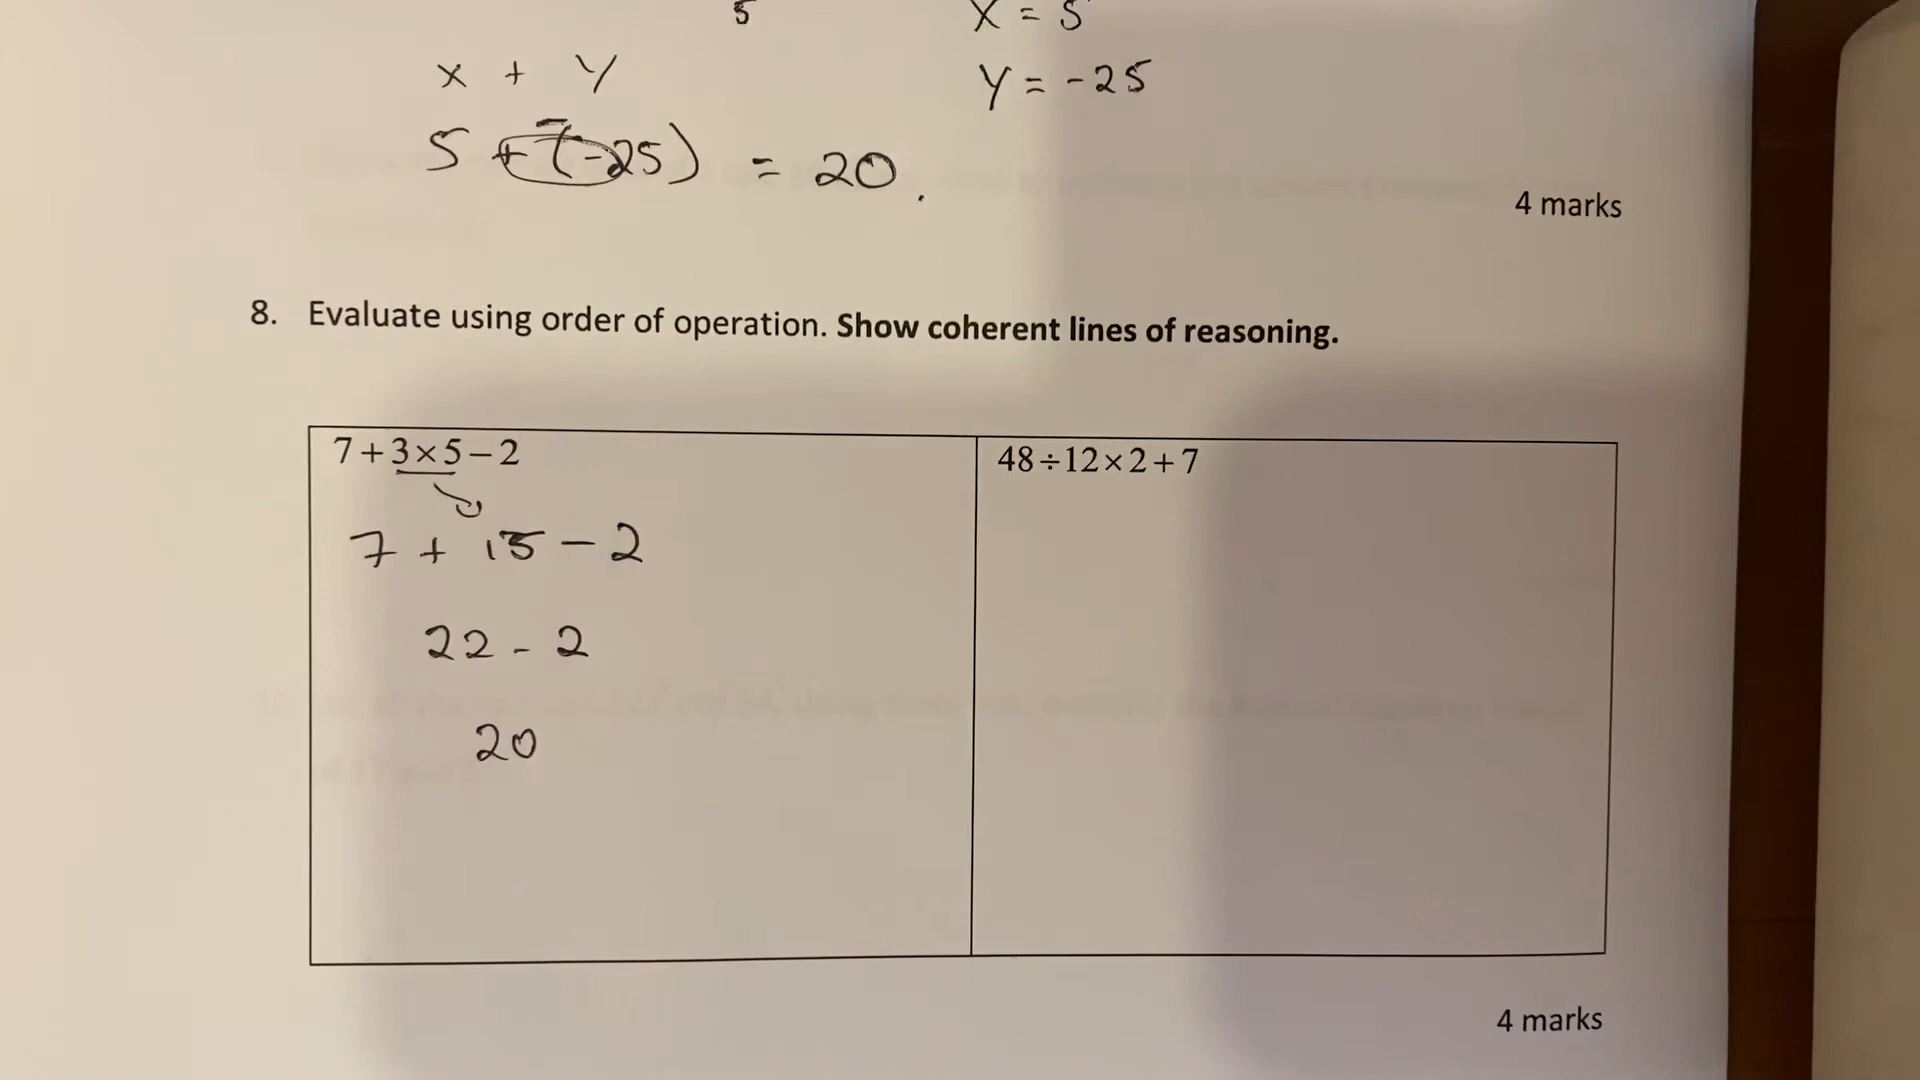 5
x = 5
x + y
y = -25
5 + (-25) = 20.
4 marks
8. Evaluate using order of operation. Show coherent lines of reasoning.
7+3×5−2
7 + 15 − 2
22 - 2
20
48÷12×2+7
4 marks